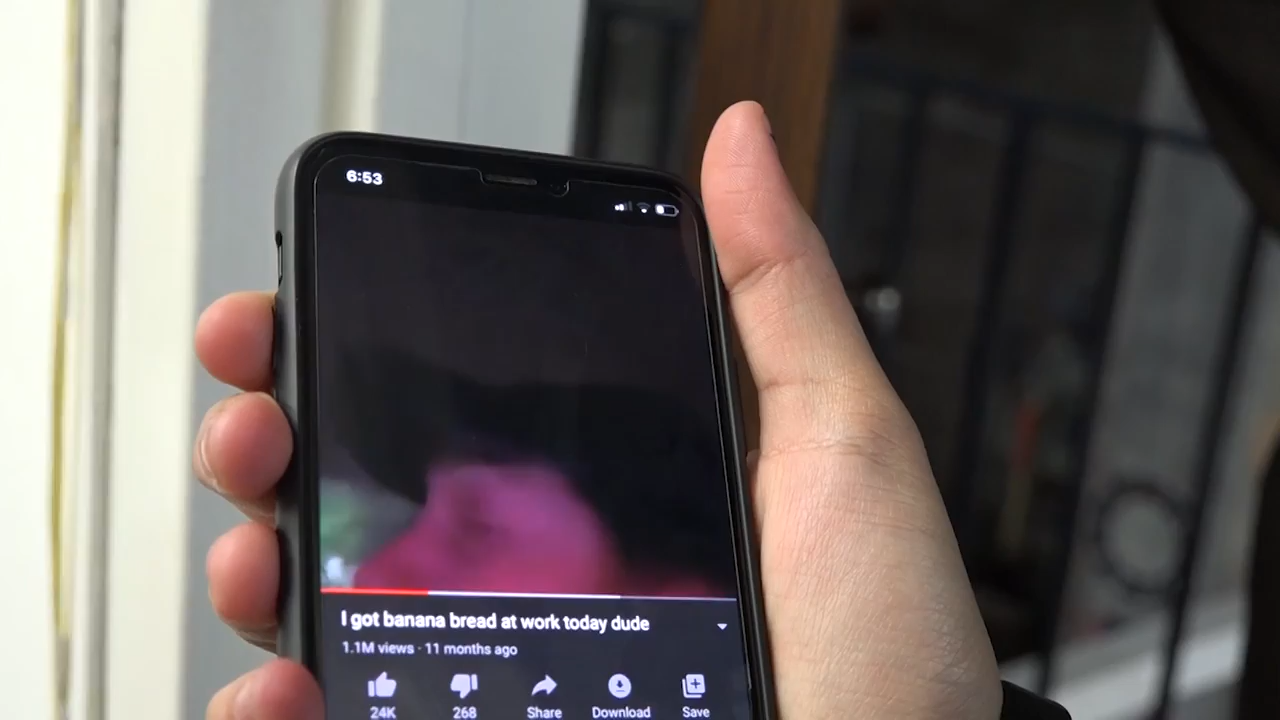 6:53
I got banana bread at work today dude
1.1M views · 11 months ago
24K 268 Share Download Save